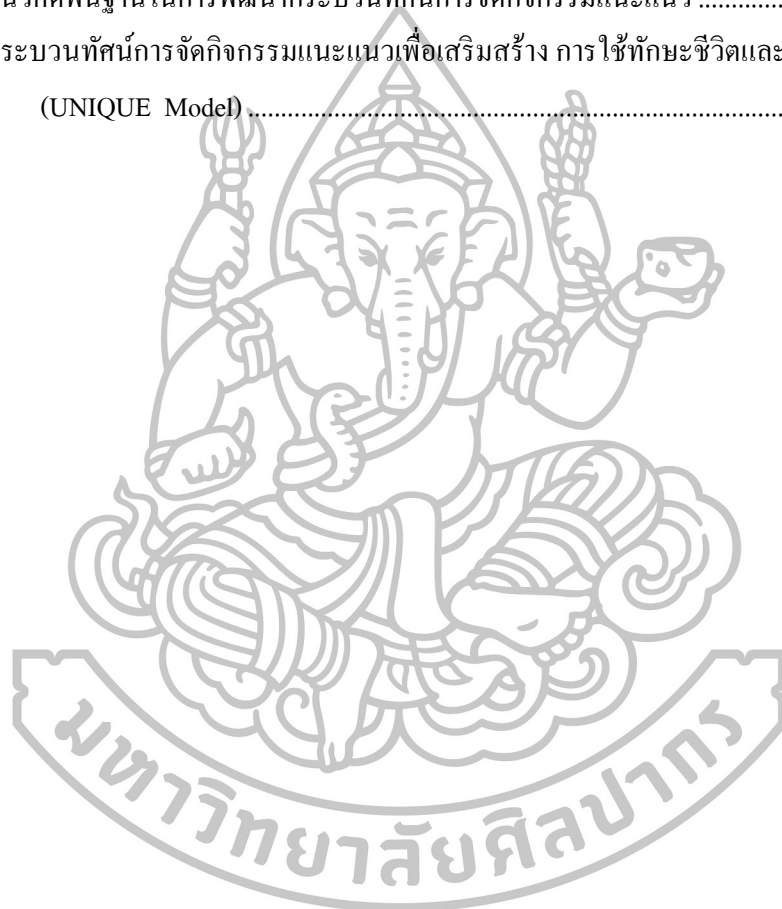 นวคิดพื้นฐานในการพัฒนากระบวนทัศน์การจัดกิจกรรมแนะแนว ..............
ระบวนทัศน์การจัดกิจกรรมแนะแนวเพื่อเสริมสร้าง การใช้ทักษะชีวิตและ
(UNIQUE Model) ....................................................................................
มหาวิทยาลัยศิลปากร